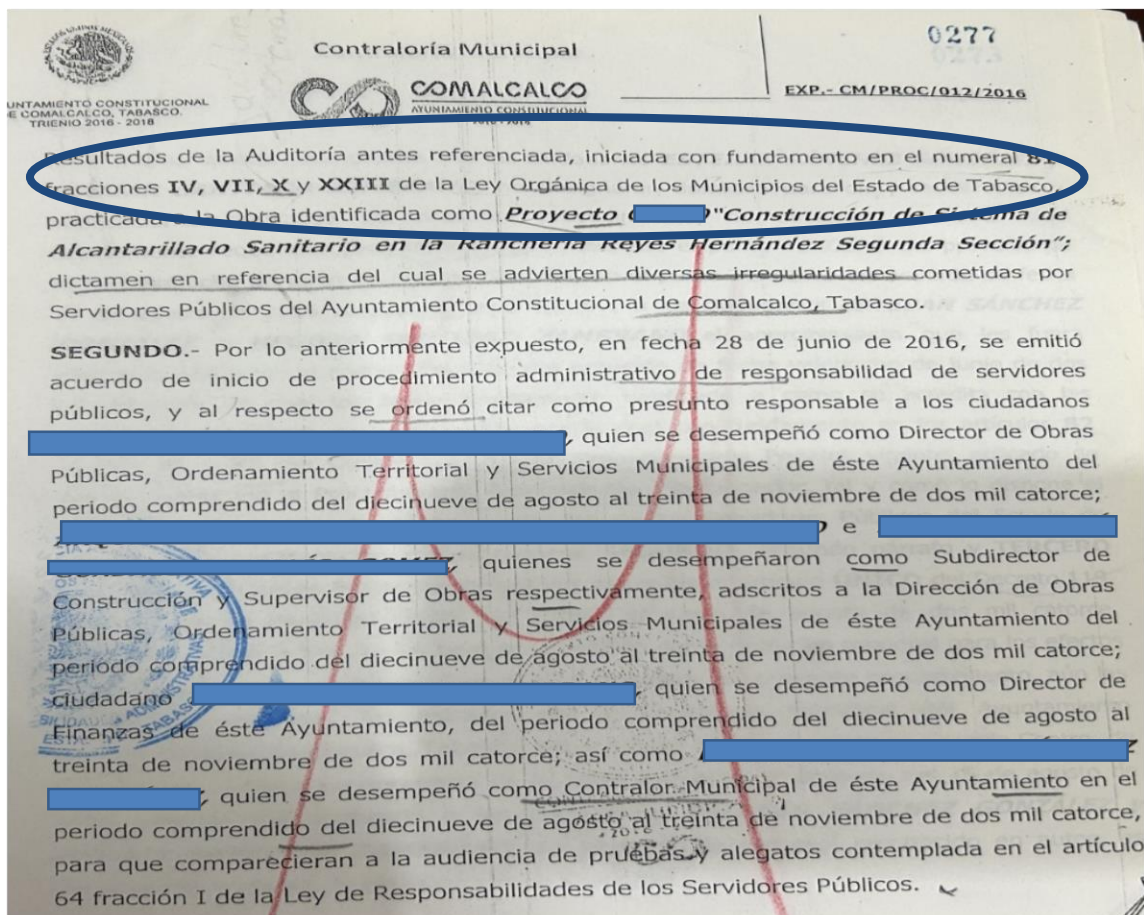 0277
Contraloría Municipal
COMALCALCO
AYUNTAMIENTO CONSTITUCIONAL
EXP.- CM/PROC/012/2016
UNTAMIENTO CONSTITUCIONAL
E COMALCALCO, TABASCO.
TRIENIO 2016 - 2018
Resultados de la Auditoría antes referenciada, iniciada con fundamento en el numeral 81
fracciones IV, VII, X y XXIII de la Ley Orgánica de los Municipios del Estado de Tabasco,
practicada a la Obra identificada como Proyecto "Construcción de Sistema de
Alcantarillado Sanitario en la Ranchería Reyes Hernández Segunda Sección";
dictamen en referencia del cual se advierten diversas irregularidades cometidas por
Servidores Públicos del Ayuntamiento Constitucional de Comalcalco, Tabasco.
SEGUNDO.- Por lo anteriormente expuesto, en fecha 28 de junio de 2016, se emitió
acuerdo de inicio de procedimiento administrativo de responsabilidad de servidores
públicos, y al respecto se ordenó citar como presunto responsable a los ciudadanos
, quien se desempeñó como Director de Obras
Públicas, Ordenamiento Territorial y Servicios Municipales de éste Ayuntamiento del
periodo comprendido del diecinueve de agosto al treinta de noviembre de dos mil catorce;
e
, quienes se desempeñaron como Subdirector de
Construcción y Supervisor de Obras respectivamente, adscritos a la Dirección de Obras
Públicas, Ordenamiento Territorial y Servicios Municipales de éste Ayuntamiento del
periodo comprendido del diecinueve de agosto al treinta de noviembre de dos mil catorce;
ciudadano , quien se desempeñó como Director de
Finanzas de éste Ayuntamiento, del periodo comprendido del diecinueve de agosto al
treinta de noviembre de dos mil catorce; así como
, quien se desempeñó como Contralor Municipal de éste Ayuntamiento en el
periodo comprendido del diecinueve de agosto al treinta de noviembre de dos mil catorce,
para que comparecieran a la audiencia de pruebas y alegatos contemplada en el artículo
64 fracción I de la Ley de Responsabilidades de los Servidores Públicos.